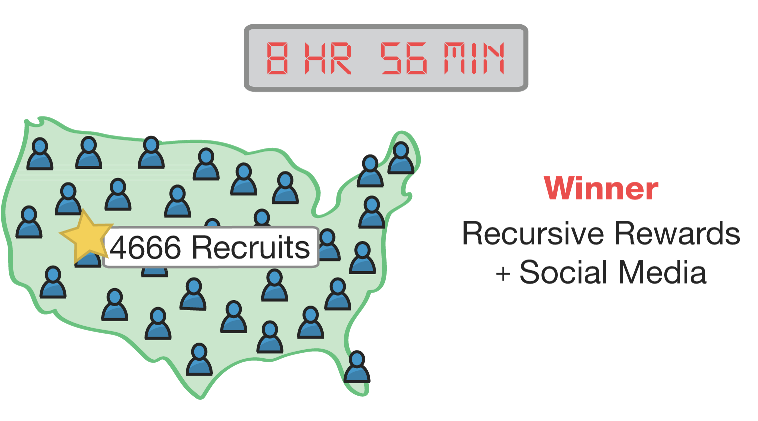 8 HR 56 MIN
Winner
Recursive Rewards
+ Social Media
4666 Recruits